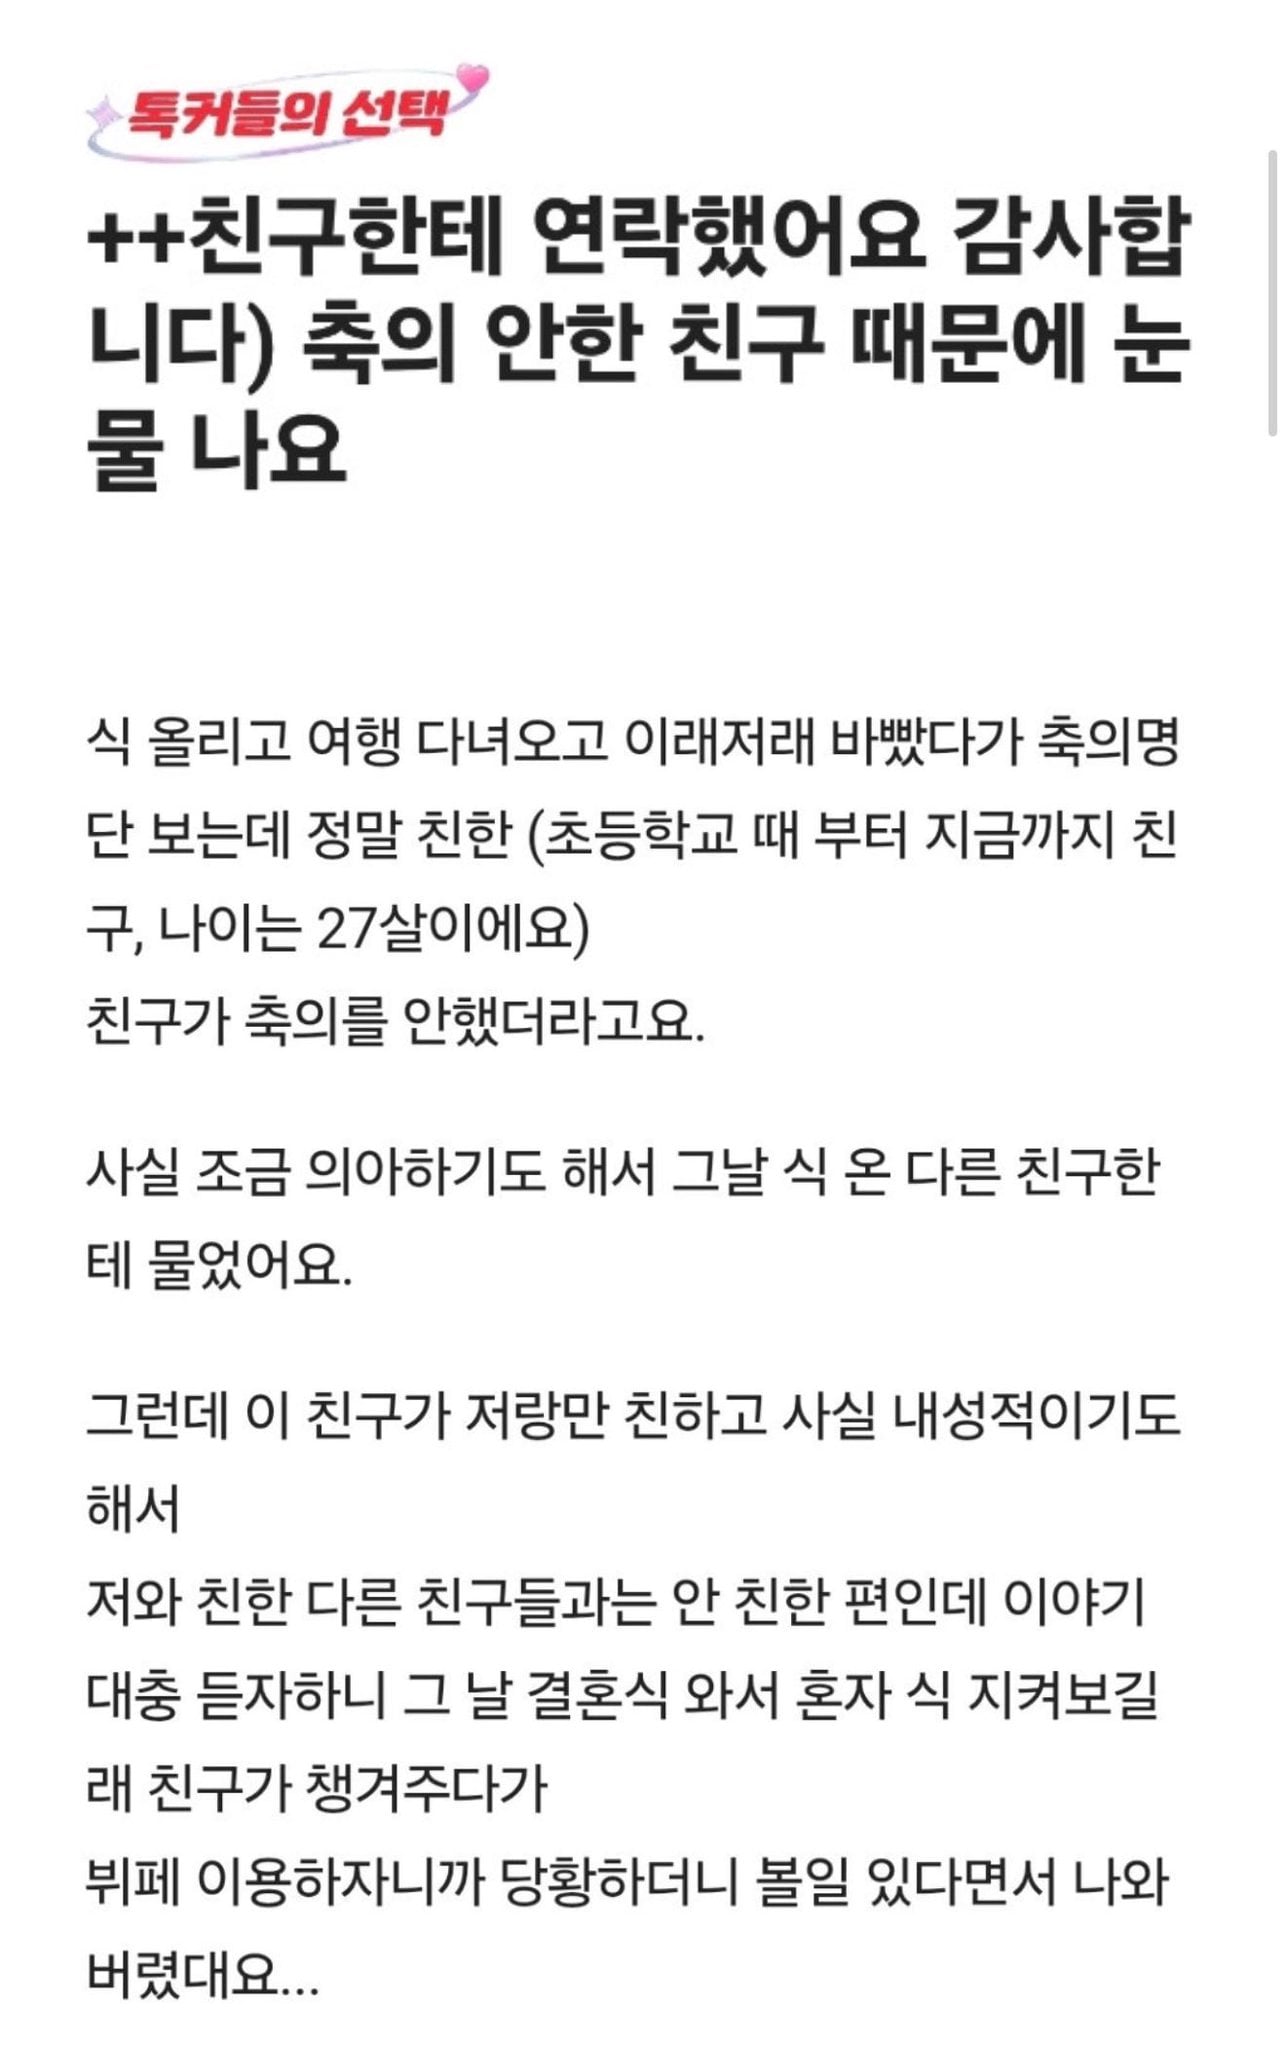 톡커들의 선택
++친구한테 연락했어요 감사합
니다) 축의 안한 친구 때문에 눈
물 나요
식 올리고 여행 다녀오고 이래저래 바빴다가 축의명
단 보는데 정말 친한 (초등학교 때 부터 지금까지 친
구, 나이는 27살이에요)
친구가 축의를 안했더라고요.
사실 조금 의아하기도 해서 그날 식 온 다른 친구한
테 물었어요.
그런데 이 친구가 저랑만 친하고 사실 내성적이기도
해서
저와 친한 다른 친구들과는 안 친한 편인데 이야기
대충 듣자하니 그 날 결혼식 와서 혼자 식 지켜보길
래 친구가 챙겨주다가
뷔페 이용하자니까 당황하더니 볼일 있다면서 나와
버렸대요...